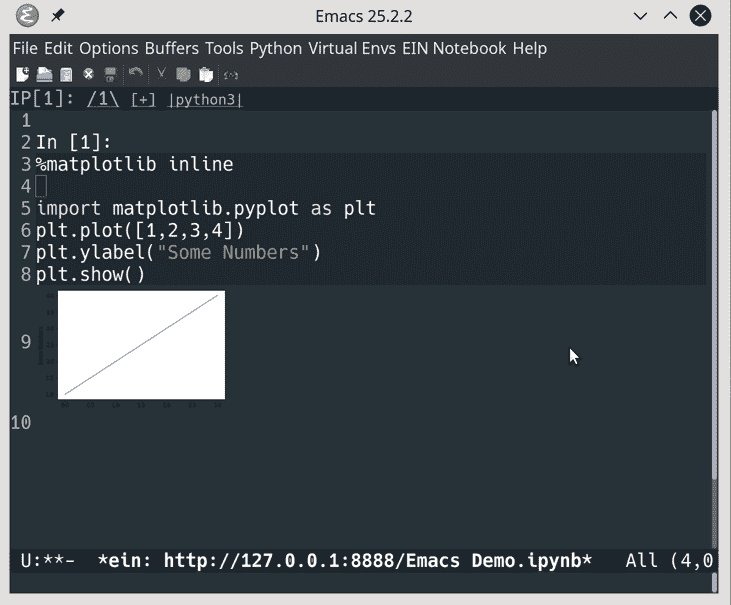 Emacs 25.2.2
File Edit Options Buffers Tools Python Virtual Envs EIN Notebook Help
IP[1]: /1\ [+] |python3|
1
2 In [1]:
3 %matplotlib inline
4
5 import matplotlib.pyplot as plt
6 plt.plot([1,2,3,4])
7 plt.ylabel("Some Numbers")
8 plt.show()
9
10
U:**-  *ein: http://127.0.0.1:8888/Emacs Demo.ipynb*   All (4,0